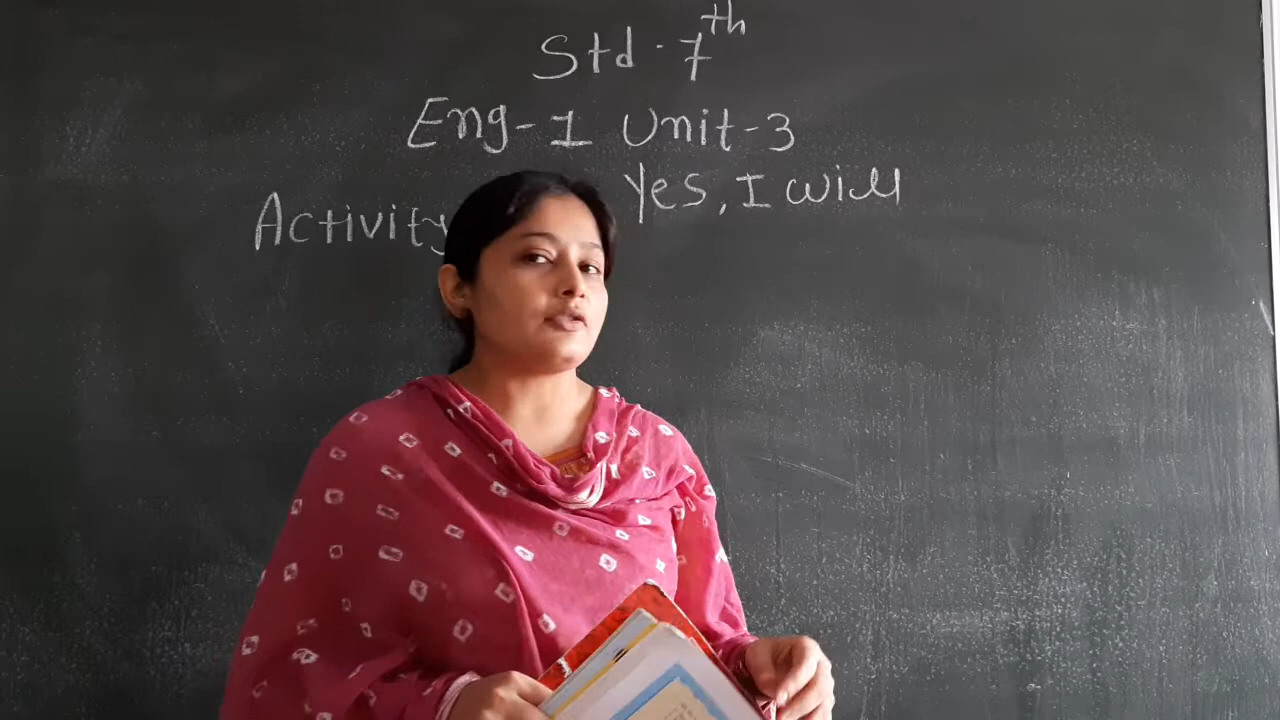 Std - 7th
Eng-1 Unit-3
Yes, I will
Activity